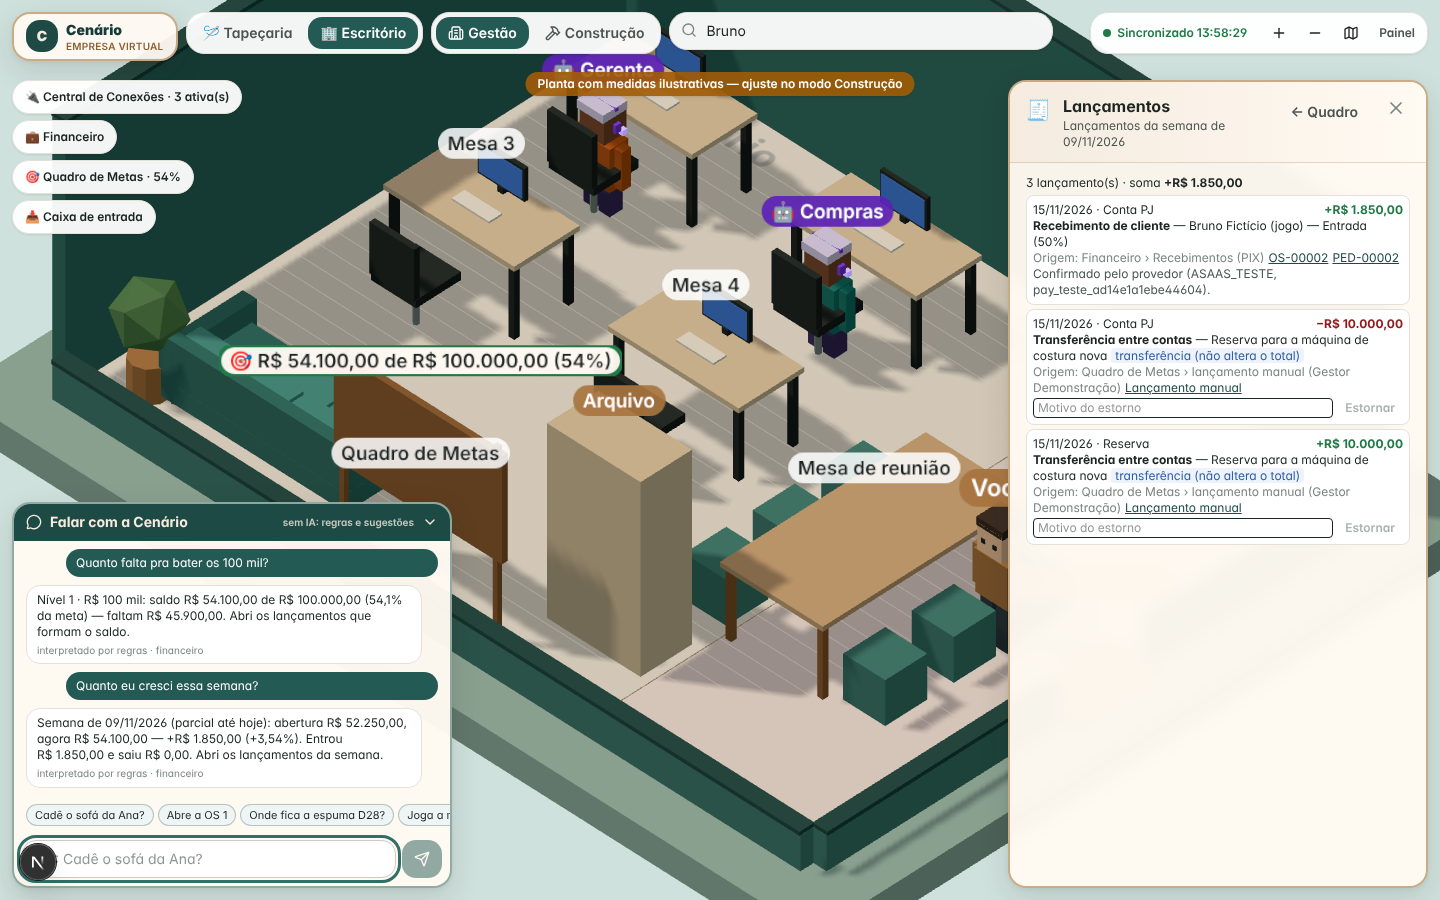 C
Cenário
EMPRESA VIRTUAL
🪡 Tapeçaria
🏢 Escritório
Gestão
Construção
Bruno
Sincronizado 13:58:29
+
−
Painel
🔌 Central de Conexões · 3 ativa(s)
💼 Financeiro
🎯 Quadro de Metas · 54%
📥 Caixa de entrada
🤖 Gerente
Planta com medidas ilustrativas — ajuste no modo Construção
Mesa 3
🤖 Compras
Mesa 4
🎯 R$ 54.100,00 de R$ 100.000,00 (54%)
Arquivo
Quadro de Metas
Mesa de reunião
Lançamentos
Lançamentos da semana de
09/11/2026
← Quadro
3 lançamento(s) · soma +R$ 1.850,00
15/11/2026 · Conta PJ +R$ 1.850,00
Recebimento de cliente — Bruno Fictício (jogo) — Entrada
(50%)
Origem: Financeiro › Recebimentos (PIX) OS-00002 PED-00002
Confirmado pelo provedor (ASAAS_TESTE,
pay_teste_ad14e1a1ebe44604).
15/11/2026 · Conta PJ −R$ 10.000,00
Transferência entre contas — Reserva para a máquina de
costura nova transferência (não altera o total)
Origem: Quadro de Metas › lançamento manual (Gestor
Demonstração) Lançamento manual
Motivo do estorno Estornar
15/11/2026 · Reserva +R$ 10.000,00
Transferência entre contas — Reserva para a máquina de
costura nova transferência (não altera o total)
Origem: Quadro de Metas › lançamento manual (Gestor
Demonstração) Lançamento manual
Motivo do estorno Estornar
Falar com a Cenário
sem IA: regras e sugestões
Quanto falta pra bater os 100 mil?
Nível 1 · R$ 100 mil: saldo R$ 54.100,00 de R$ 100.000,00 (54,1%
da meta) — faltam R$ 45.900,00. Abri os lançamentos que
formam o saldo.
interpretado por regras · financeiro
Quanto eu cresci essa semana?
Semana de 09/11/2026 (parcial até hoje): abertura R$ 52.250,00,
agora R$ 54.100,00 — +R$ 1.850,00 (+3,54%). Entrou
R$ 1.850,00 e saiu R$ 0,00. Abri os lançamentos da semana.
interpretado por regras · financeiro
Cadê o sofá da Ana?
Abre a OS 1
Onde fica a espuma D28?
Joga a
N
Cadê o sofá da Ana?